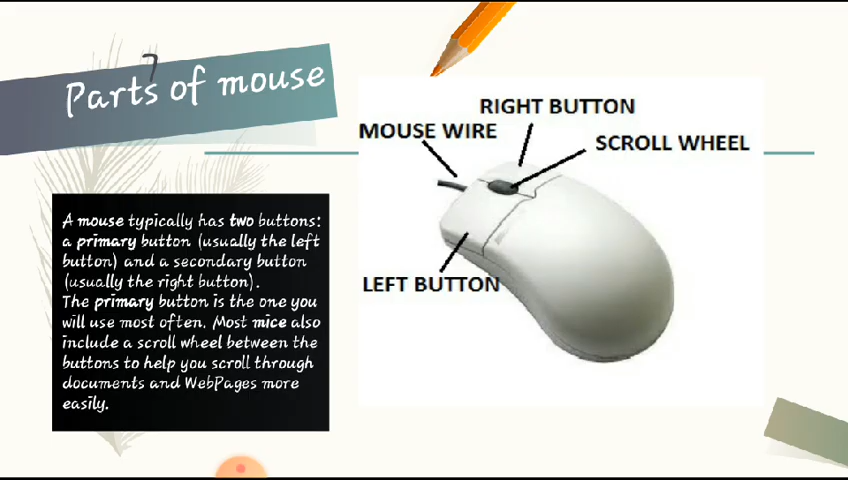 Parts of mouse
RIGHT BUTTON
MOUSE WIRE
SCROLL WHEEL
LEFT BUTTON
A mouse typically has two buttons:
a primary button (usually the left
button) and a secondary button
(usually the right button).
The primary button is the one you
will use most often. Most mice also
include a scroll wheel between the
buttons to help you scroll through
documents and WebPages more
easily.